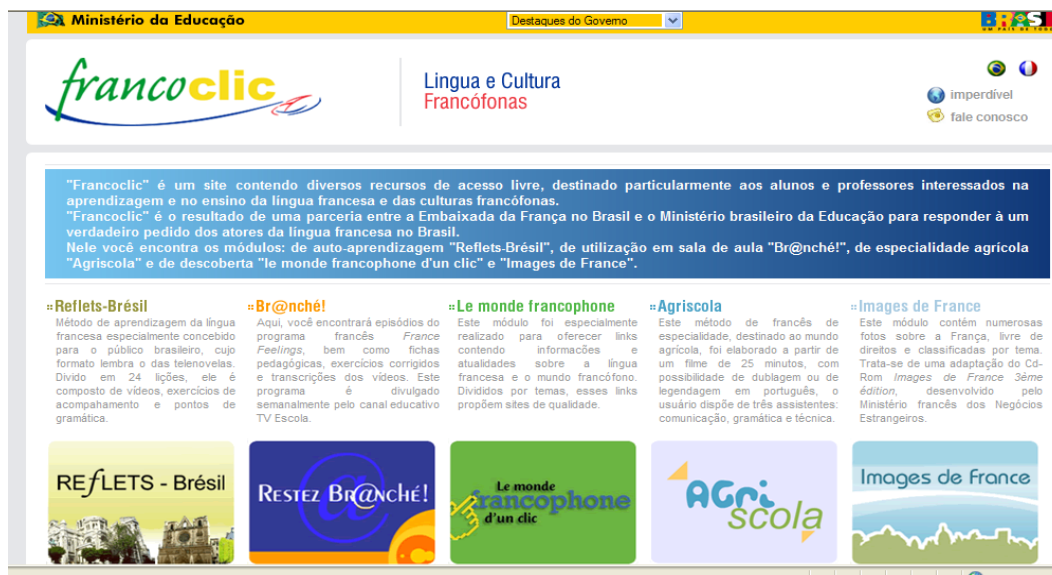 Ministério da Educação
Destaques do Governo
BRASIL
UM PAÍS DE TODOS
francoclic
Lingua e Cultura
Francófonas
imperdível
fale conosco
"Francoclic" é um site contendo diversos recursos de acesso livre, destinado particularmente aos alunos e professores interessados na
aprendizagem e no ensino da língua francesa e das culturas francófonas.
"Francoclic" é o resultado de uma parceria entre a Embaixada da França no Brasil e o Ministério brasileiro da Educação para responder à um
verdadeiro pedido dos atores da língua francesa no Brasil.
Nele você encontra os módulos: de auto-aprendizagem "Reflets-Brésil", de utilização em sala de aula "Br@nché!", de especialidade agrícola
"Agriscola" e de descoberta "le monde francophone d'un clic" e "Images de France".
Reflets-Brésil
Método de aprendizagem da língua
francesa especialmente concebido
para o público brasileiro, cujo
formato lembra o das telenovelas.
Divido em 24 lições, ele é
composto de vídeos, exercícios de
acompahamento e pontos de
gramática.
Br@nché!
Aqui, você encontrará episódios do
programa francês France
Feelings, bem como fichas
pedagógicas, exercícios corrigidos
e transcrições dos vídeos. Este
programa é divulgado
semanalmente pelo canal educativo
TV Escola.
Le monde francophone
Este módulo foi especialmente
realizado para oferecer links
contendo informacões e
atualidades sobre a língua
francesa e o mundo francófono.
Divididos por temas, esses links
propõem sites de qualidade.
Agriscola
Este método de francês de
especialidade, destinado ao mundo
agrícola, foi elaborado a partir de
um filme de 25 minutos, com
possibilidade de dublagem ou de
legendagem em português, o
usuário dispõe de três assistentes:
comunicação, gramática e técnica.
Images de France
Este módulo contém numerosas
fotos sobre a França, livre de
direitos e classificadas por tema.
Trata-se de uma adaptação do Cd-
Rom Images de France 3éme
édition, desenvolvido pelo
Ministério francês dos Negócios
Estrangeiros.
REfLETS - Brésil
RESTEZ BR@NCHÉ!
Le monde
francophone
d'un clic
AGRI
scola
Images de France